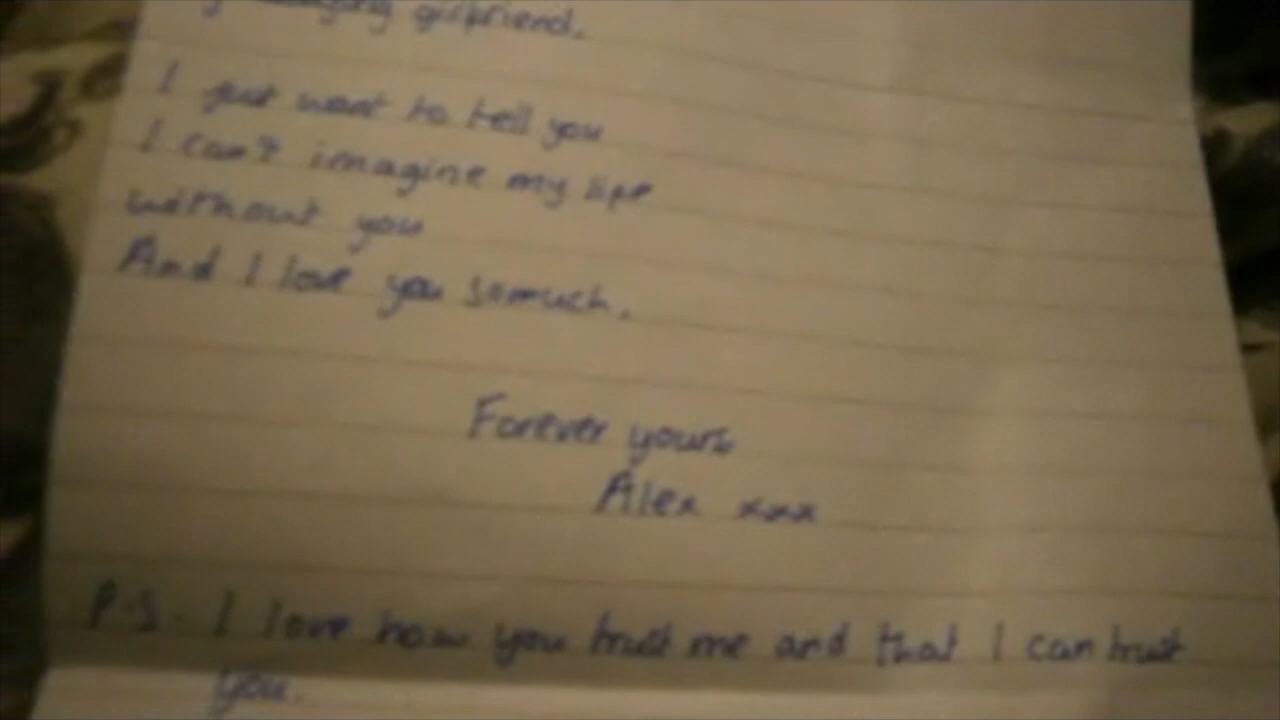 girlfriend.
I just want to tell you
I can't imagine my life
without you
And I love you somuch.
Forever yours
Alex xxx
P.S. I love how you trust me and that I can trust
you.